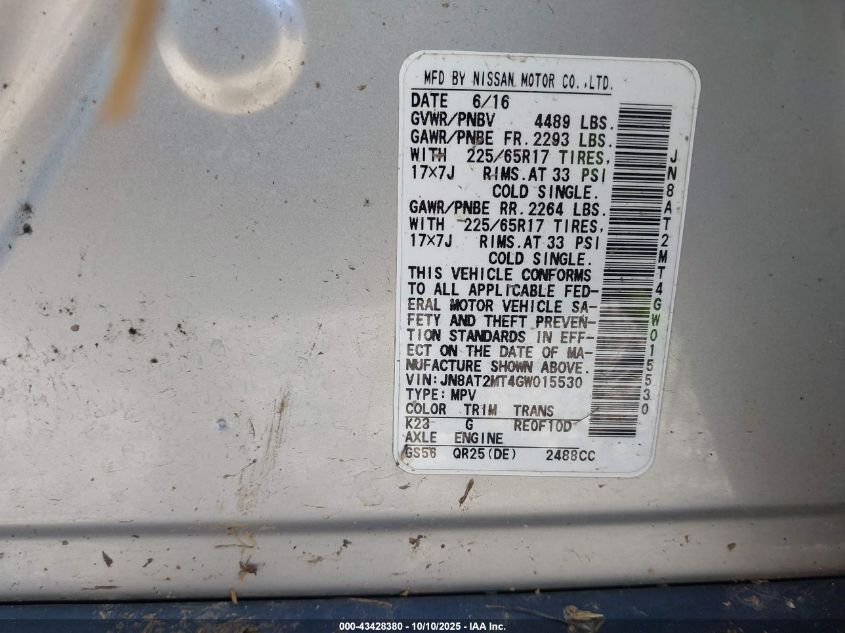 MFD BY NISSAN MOTOR CO.,LTD.
DATE 6/16
GVWR/PNBV 4489 LBS.
GAWR/PNBE FR. 2293 LBS.
WITH 225/65R17 TIRES,
17×7J RIMS.AT 33 PSI
COLD SINGLE.
GAWR/PNBE RR. 2264 LBS.
WITH 225/65R17 TIRES,
17×7J RIMS.AT 33 PSI
COLD SINGLE.
THIS VEHICLE CONFORMS
TO ALL APPLICABLE FED-
ERAL MOTOR VEHICLE SA-
FETY AND THEFT PREVEN-
TION STANDARDS IN EFF-
ECT ON THE DATE OF MA-
NUFACTURE SHOWN ABOVE.
VIN:JN8AT2MT4GW015530
TYPE:MPV
COLOR TRIM TRANS
K23 G RE0F10D
AXLE ENGINE
GS56 QR25(DE) 2488CC
JN8AT2MT4GW015530
000-43428380 - 10/10/2025 - IAA Inc.